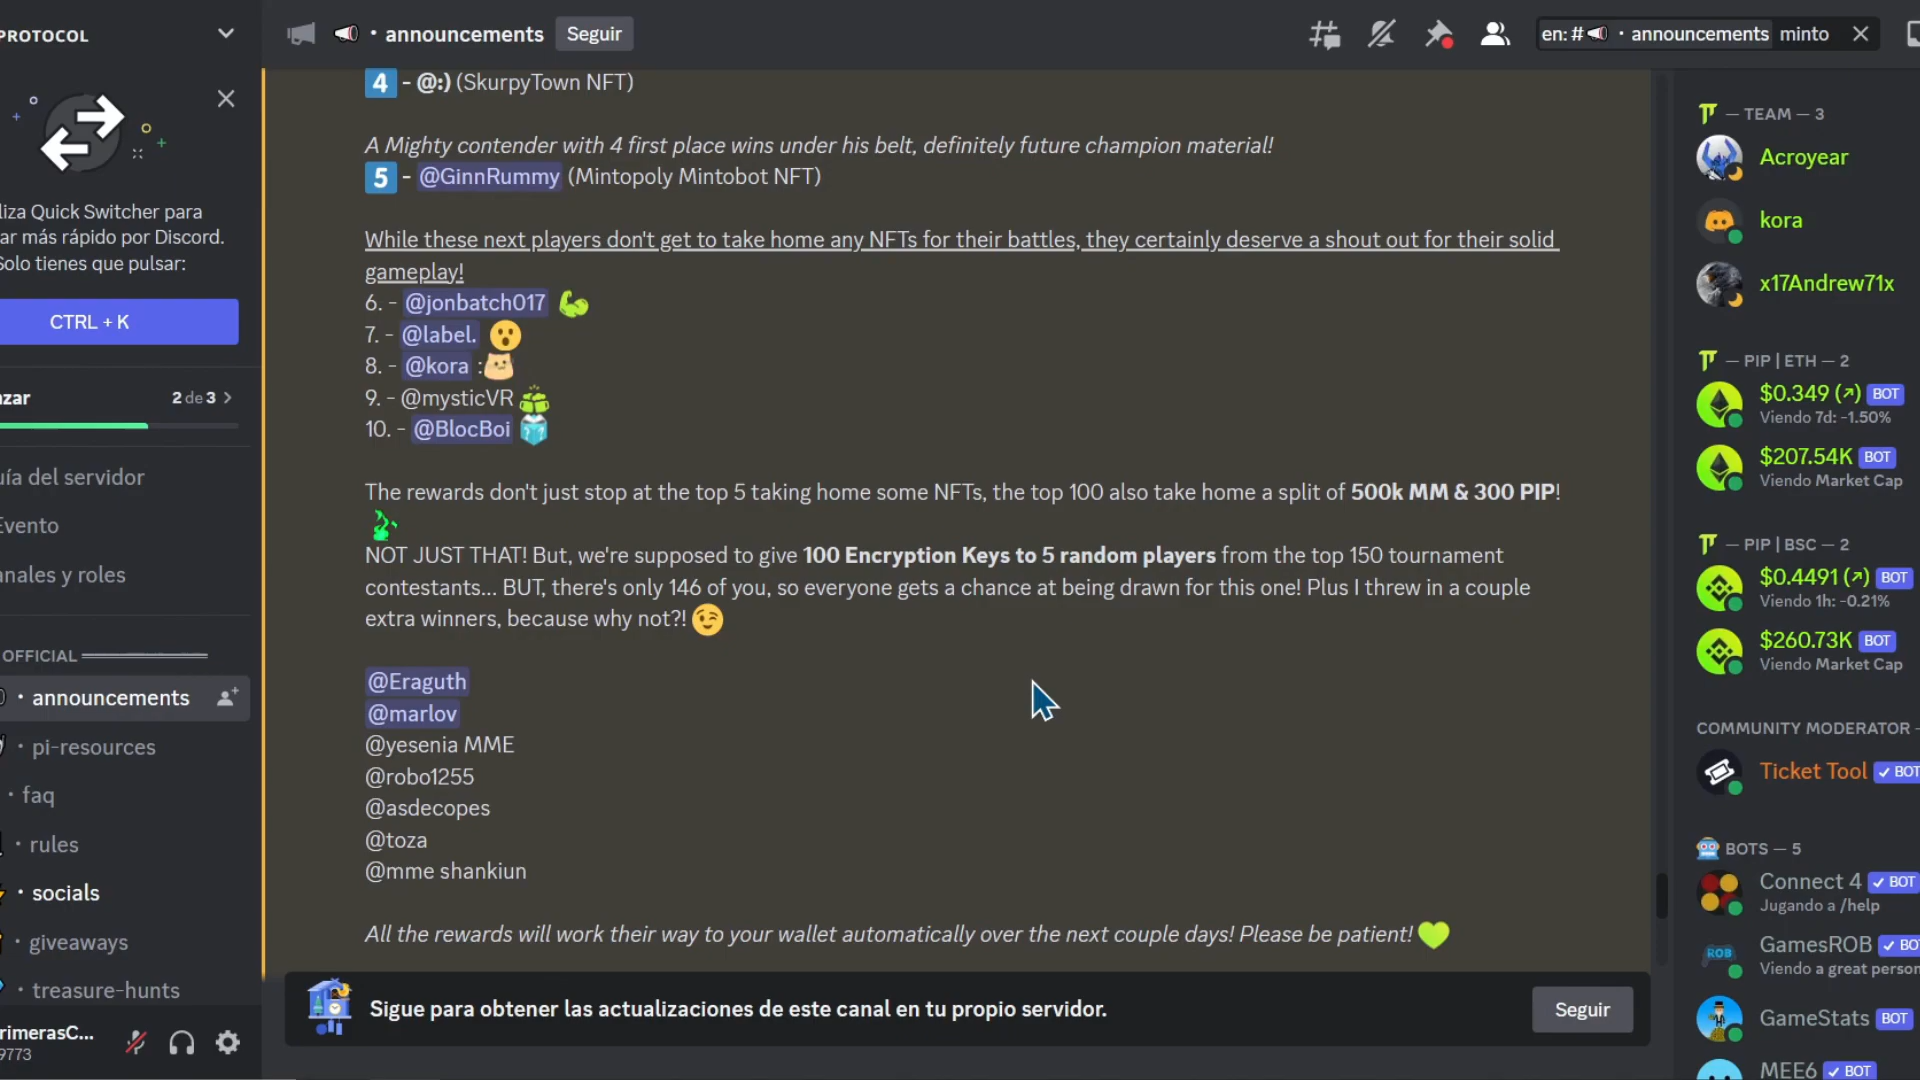 PROTOCOL
• announcements
Seguir
en: # • announcements minto
4 - @:) (SkurpyTown NFT)
A Mighty contender with 4 first place wins under his belt, definitely future champion material!
5 - @GinnRummy (Mintopoly Mintobot NFT)
While these next players don't get to take home any NFTs for their battles, they certainly deserve a shout out for their solid
gameplay!
6. - @jonbatch017
7. - @label.
8. - @kora :
9. - @mysticVR
10. - @BlocBoi
The rewards don't just stop at the top 5 taking home some NFTs, the top 100 also take home a split of 500k MM & 300 PIP!
NOT JUST THAT! But, we're supposed to give 100 Encryption Keys to 5 random players from the top 150 tournament
contestants... BUT, there's only 146 of you, so everyone gets a chance at being drawn for this one! Plus I threw in a couple
extra winners, because why not?!
@Eraguth
@marlov
@yesenia MME
@robo1255
@asdecopes
@toza
@mme shankiun
All the rewards will work their way to your wallet automatically over the next couple days! Please be patient!
Sigue para obtener las actualizaciones de este canal en tu propio servidor.
Seguir
liza Quick Switcher para
ar más rápido por Discord.
Solo tienes que pulsar:
CTRL + K
zar
2 de 3
uía del servidor
Evento
anales y roles
OFFICIAL
• announcements
• pi-resources
• faq
• rules
• socials
• giveaways
• treasure-hunts
rimerasC...
9773
— TEAM — 3
Acroyear
kora
x17Andrew71x
— PIP | ETH — 2
$0.349 (↗) BOT
Viendo 7d: -1.50%
$207.54K BOT
Viendo Market Cap
— PIP | BSC — 2
$0.4491 (↗) BOT
Viendo 1h: -0.21%
$260.73K BOT
Viendo Market Cap
COMMUNITY MODERATOR -
Ticket Tool ✓ BOT
BOTS — 5
Connect 4 ✓ BOT
Jugando a /help
ROB
GamesROB ✓ BO
Viendo a great person
GameStats BOT
MEE6 ✓ BOT